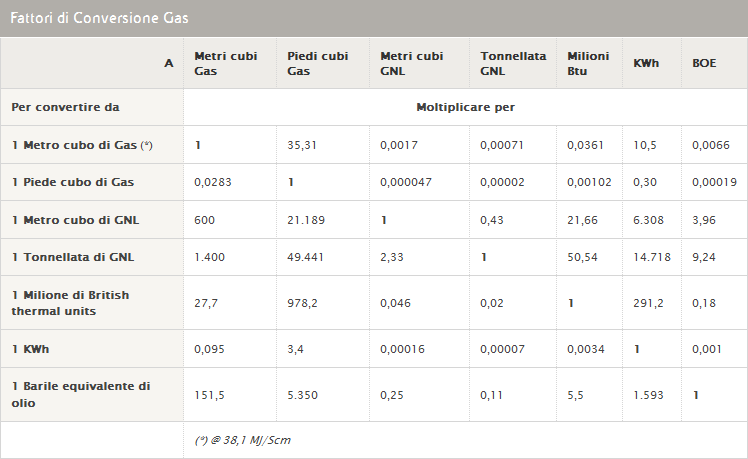 Fattori di Conversione Gas
A Metri cubi Gas Piedi cubi Gas Metri cubi GNL Tonnellata GNL Milioni Btu KWh BOE
Per convertire da Moltiplicare per
1 Metro cubo di Gas (*) 1 35,31 0,0017 0,00071 0,0361 10,5 0,0066
1 Piede cubo di Gas 0,0283 1 0,000047 0,00002 0,00102 0,30 0,00019
1 Metro cubo di GNL 600 21.189 1 0,43 21,66 6.308 3,96
1 Tonnellata di GNL 1.400 49.441 2,33 1 50,54 14.718 9,24
1 Milione di British thermal units 27,7 978,2 0,046 0,02 1 291,2 0,18
1 KWh 0,095 3,4 0,00016 0,00007 0,0034 1 0,001
1 Barile equivalente di olio 151,5 5.350 0,25 0,11 5,5 1.593 1
(*) @ 38,1 MJ/Scm